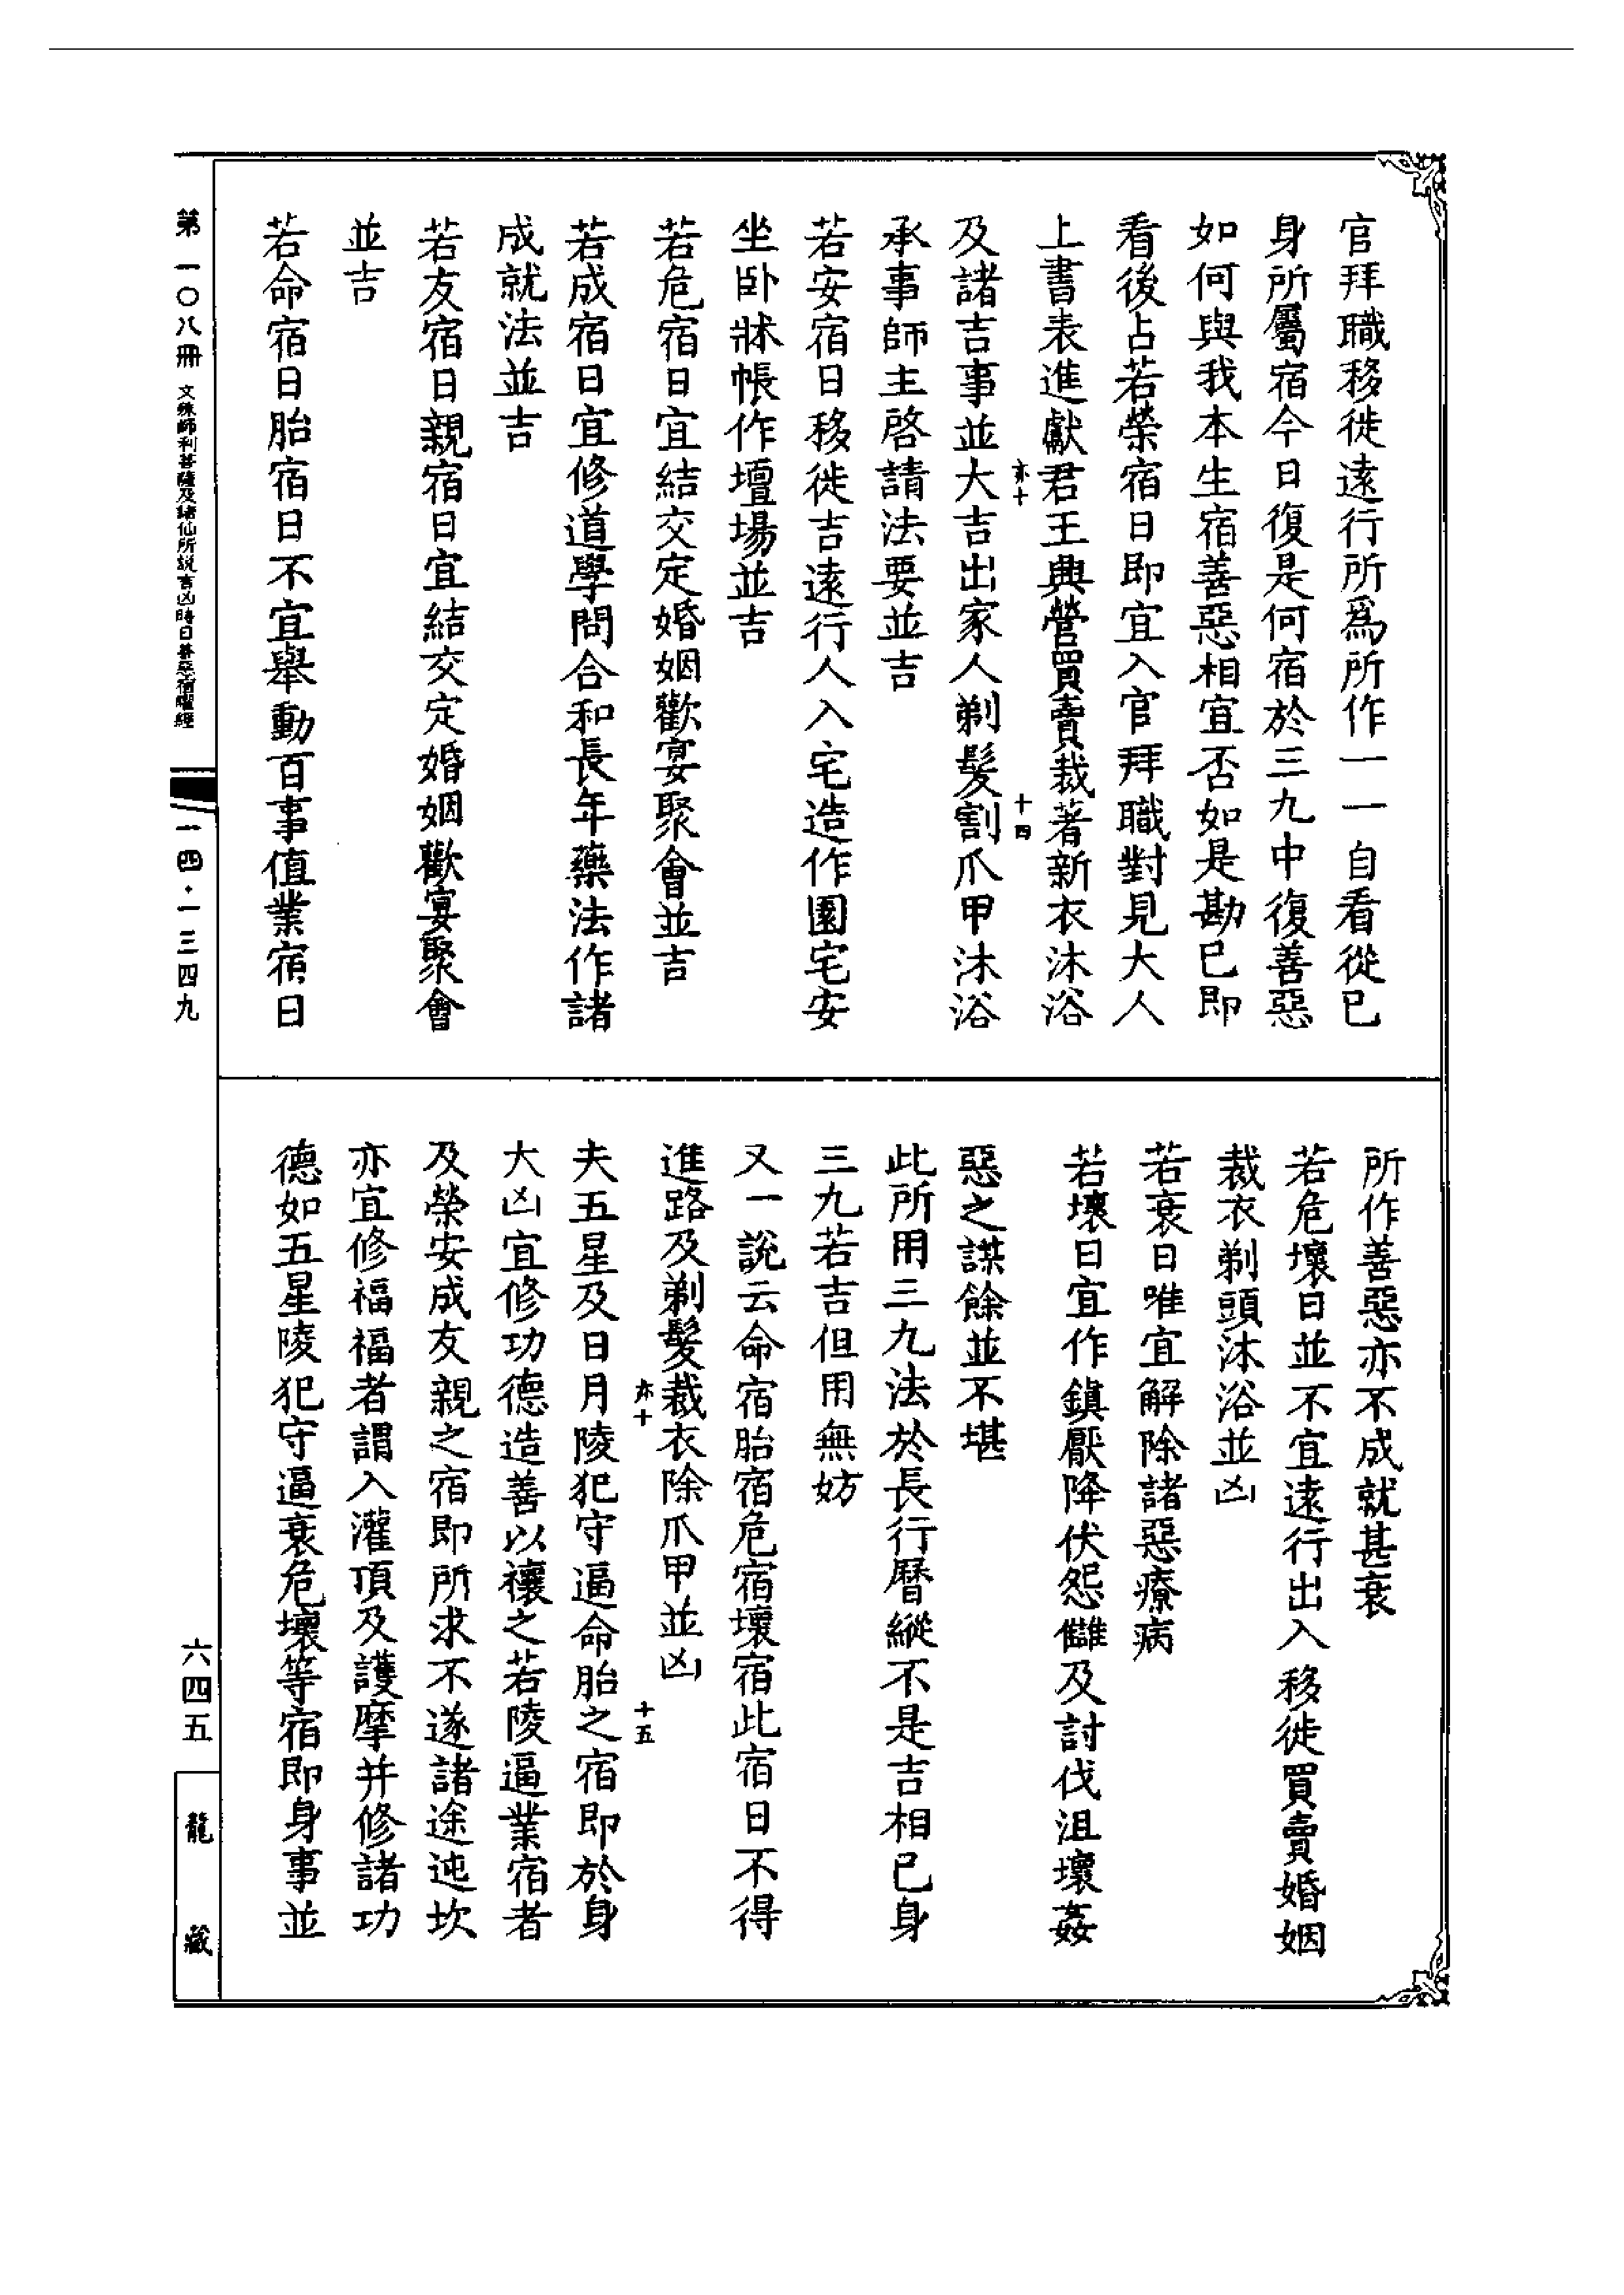 官拜職移徙遠行所爲所作一一自看從已
身所屬宿今日復是何宿於三九中復善惡
如何與我本生宿善惡相宜否如是勘已即
看後占若榮宿日即宜入官拜職對見大人
上書表進獻君王興營買賣裁著新衣沐浴
亦十
十四
及諸吉事並大吉出家人剃髮割爪甲沐浴
承事師主啓請法要並吉
若安宿日移徙吉遠行人入宅造作園宅安
坐卧牀帳作壇場並吉
若危宿日宜結交定婚姻歡宴聚會並吉
若成宿日宜修道學問合和長年藥法作諸
成就法並吉
若友宿日親宿日宜結交定婚姻歡宴聚會
並吉
若命宿日胎宿日不宜舉動百事值業宿日
所作善惡亦不成就甚衰
若危壞日並不宜遠行出入移徙買賣婚姻
裁衣剃頭沐浴並凶
若衰日唯宜解除諸惡療病
若壞日宜作鎮厭降伏怨讎及討伐沮壞姦
惡之謀餘並不堪
此所用三九法於長行曆縱不是吉相已身
三九若吉但用無妨
又一說云命宿胎宿危宿壞宿此宿日不得
進路及剃髮裁衣除爪甲並凶
亦十
十五
夫五星及日月陵犯守逼命胎之宿即於身
大凶宜修功德造善以禳之若陵逼業宿者
及榮安成友親之宿即所求不遂諸途迍坎
亦宜修福福者謂入灌頂及護摩并修諸功
德如五星陵犯守逼衰危壞等宿即身事並
第一〇八冊 文殊師利菩薩及諸仙所説吉凶時日善惡宿曜經
一四·一三四九
六四五
龍藏